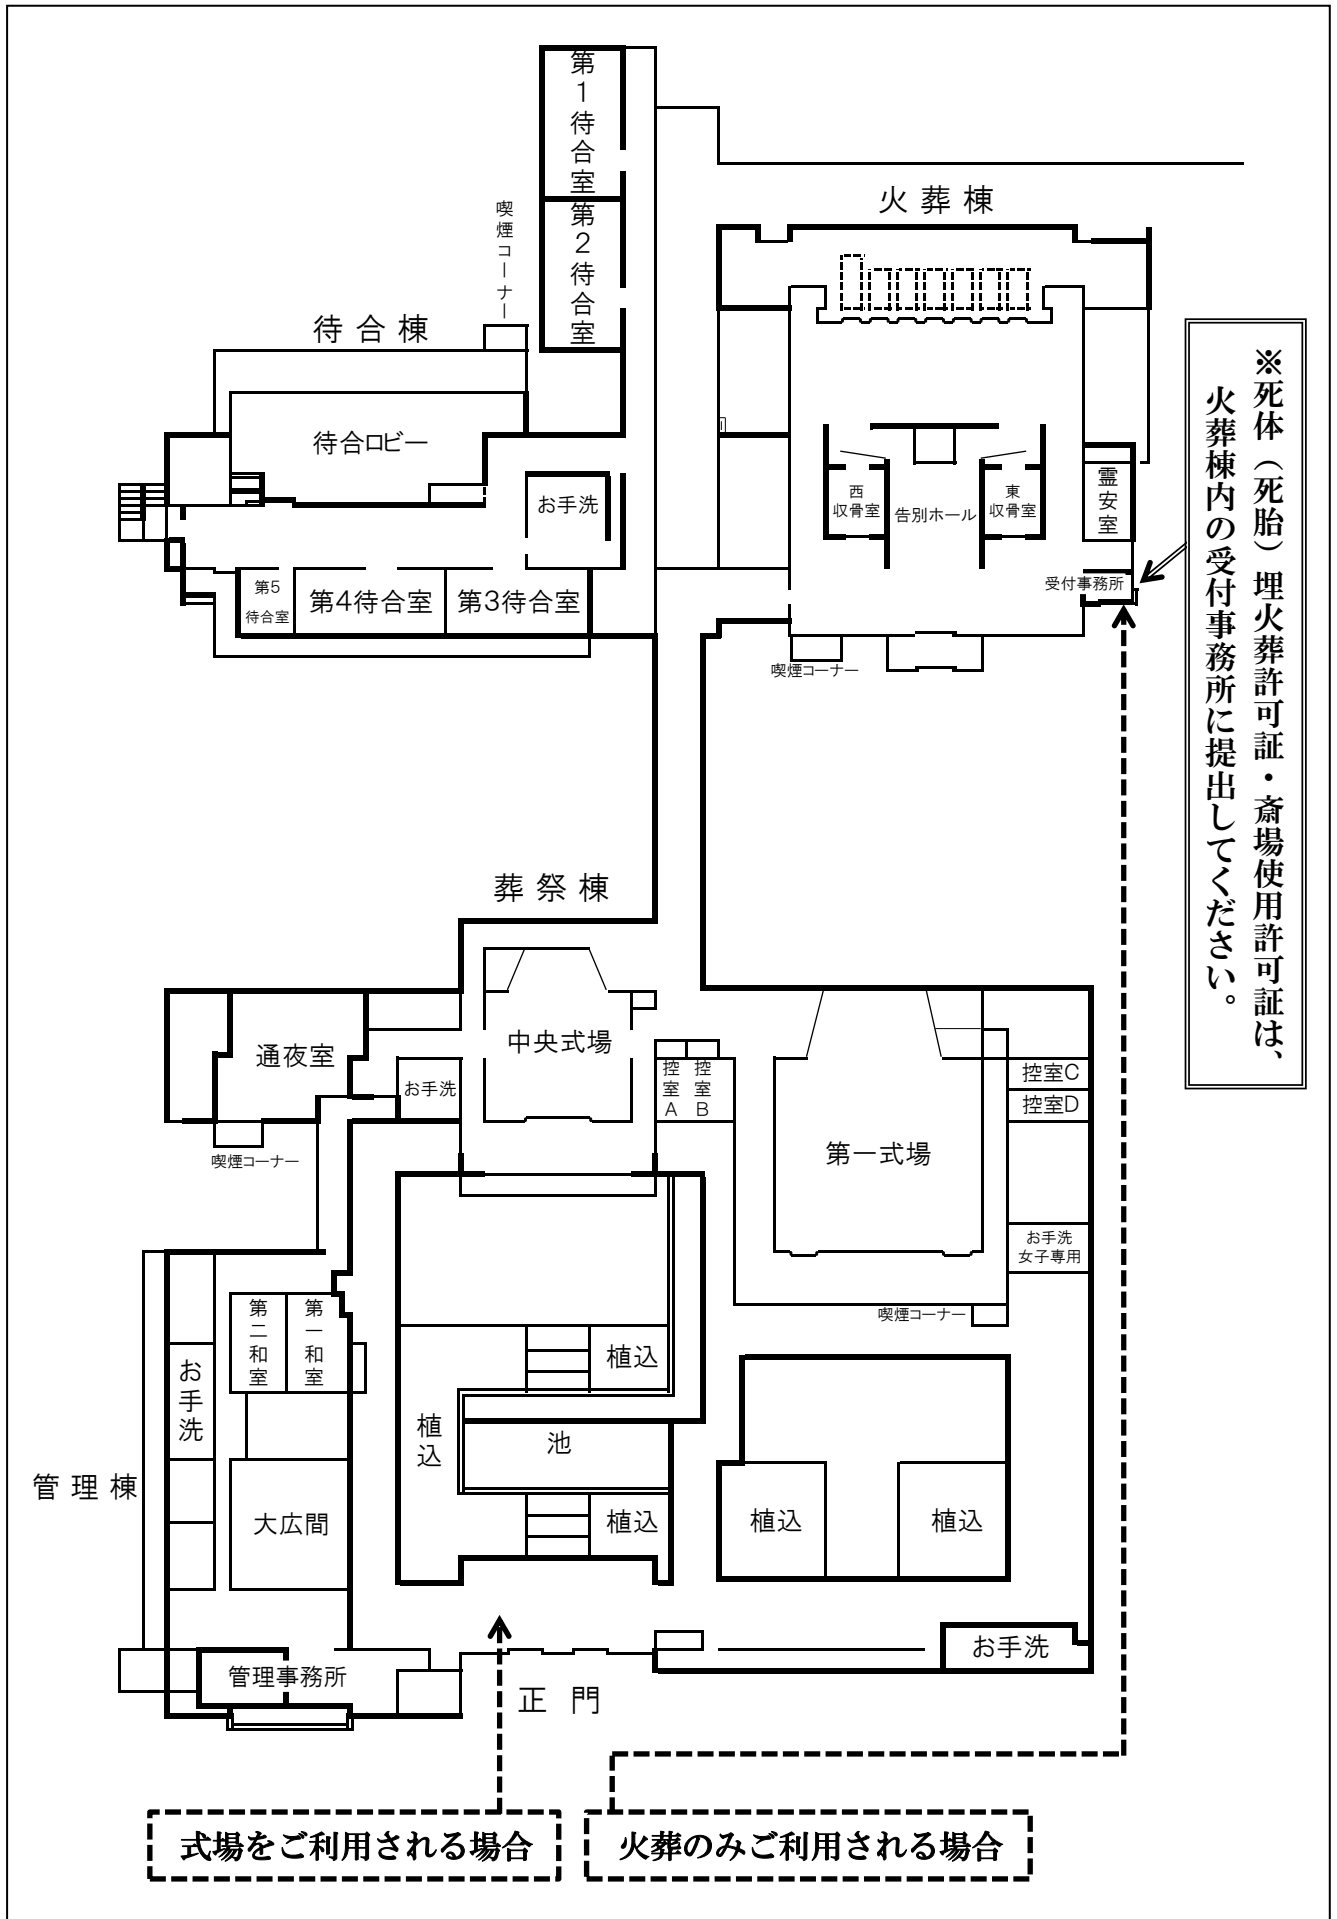 第1待合室
火葬棟
喫煙コーナー
第2待合室
待合棟
※死体（死胎）埋火葬許可証・斎場使用許可証は、
火葬棟内の受付事務所に提出してください。
待合ロビー
お手洗
西
収骨室
告別ホール
東
収骨室
霊安室
第5
待合室
第4待合室
第3待合室
受付事務所
喫煙コーナー
葬祭棟
通夜室
中央式場
お手洗
控室A
控室B
控室C
控室D
第一式場
喫煙コーナー
お手洗
女子専用
第二和室
第一和室
喫煙コーナー
お手洗
植込
植込
池
管理棟
大広間
植込
植込
植込
お手洗
管理事務所
正門
式場をご利用される場合
火葬のみご利用される場合